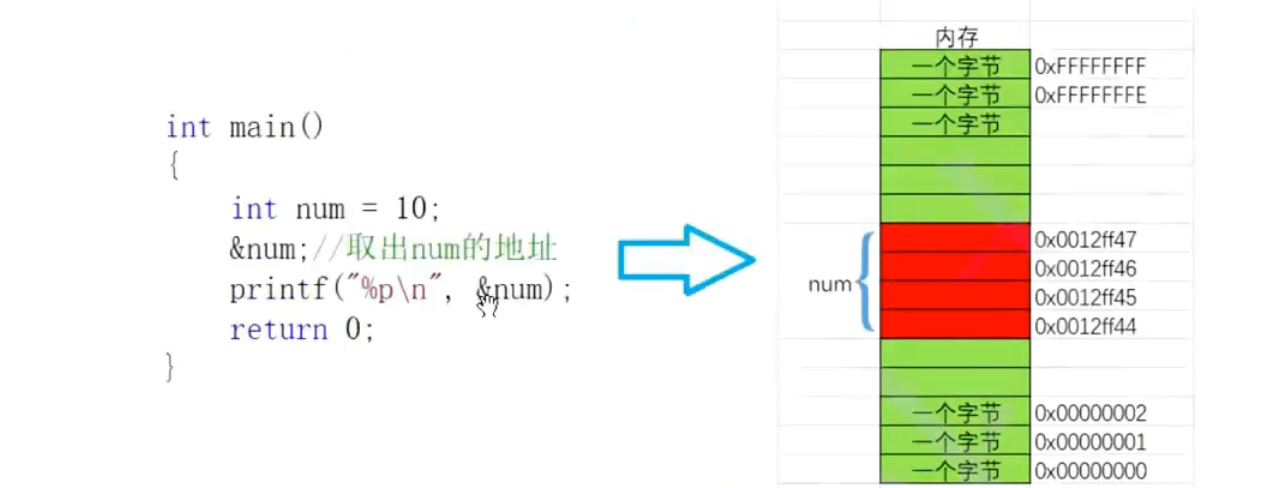 int main()
{
int num = 10;
&num;//取出num的地址
printf("%p\n", &num);
return 0;
}
内存
一个字节 0xFFFFFFFF
一个字节 0xFFFFFFFE
一个字节
num
0x0012ff47
0x0012ff46
0x0012ff45
0x0012ff44
一个字节 0x00000002
一个字节 0x00000001
一个字节 0x00000000